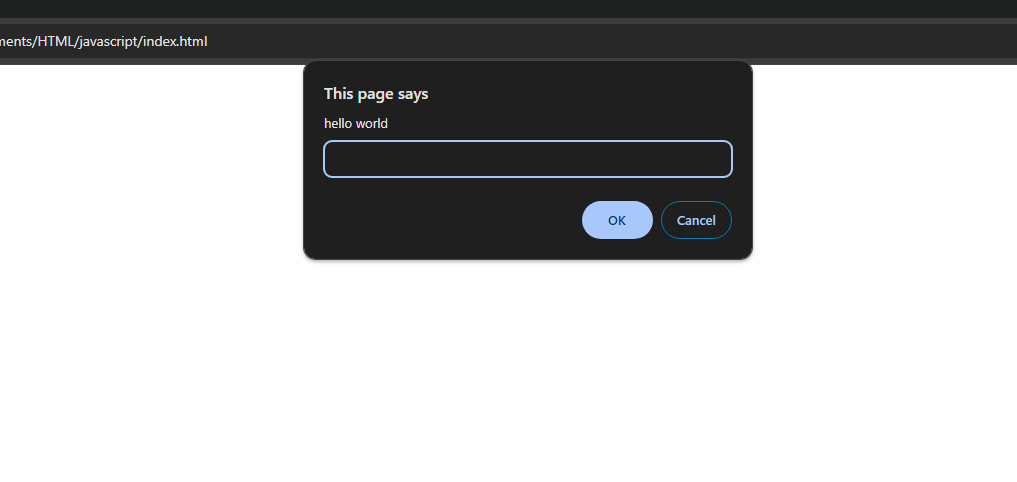 ments/HTML/javascript/index.html
This page says
hello world
OK
Cancel